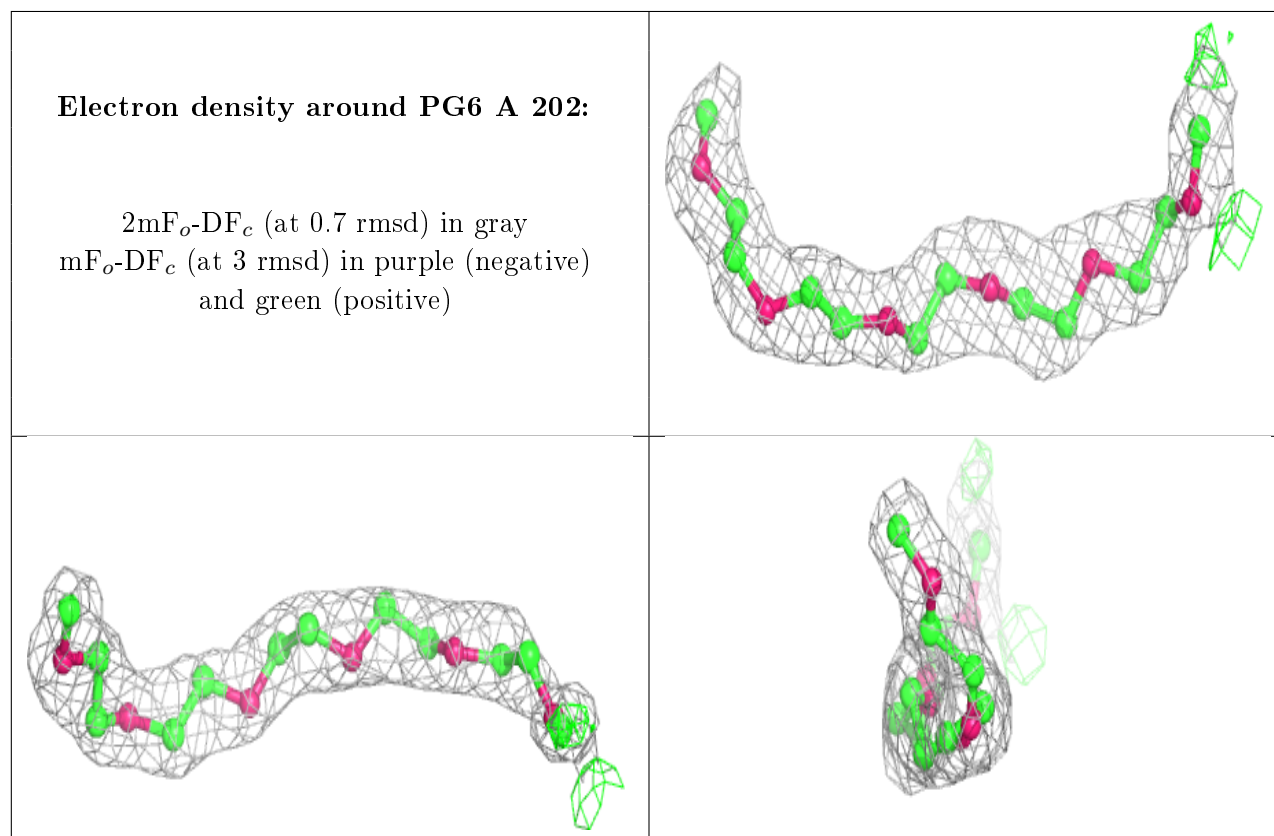 Electron density around PG6 A 202:
2mFo-DFc (at 0.7 rmsd) in gray
mFo-DFc (at 3 rmsd) in purple (negative)
and green (positive)